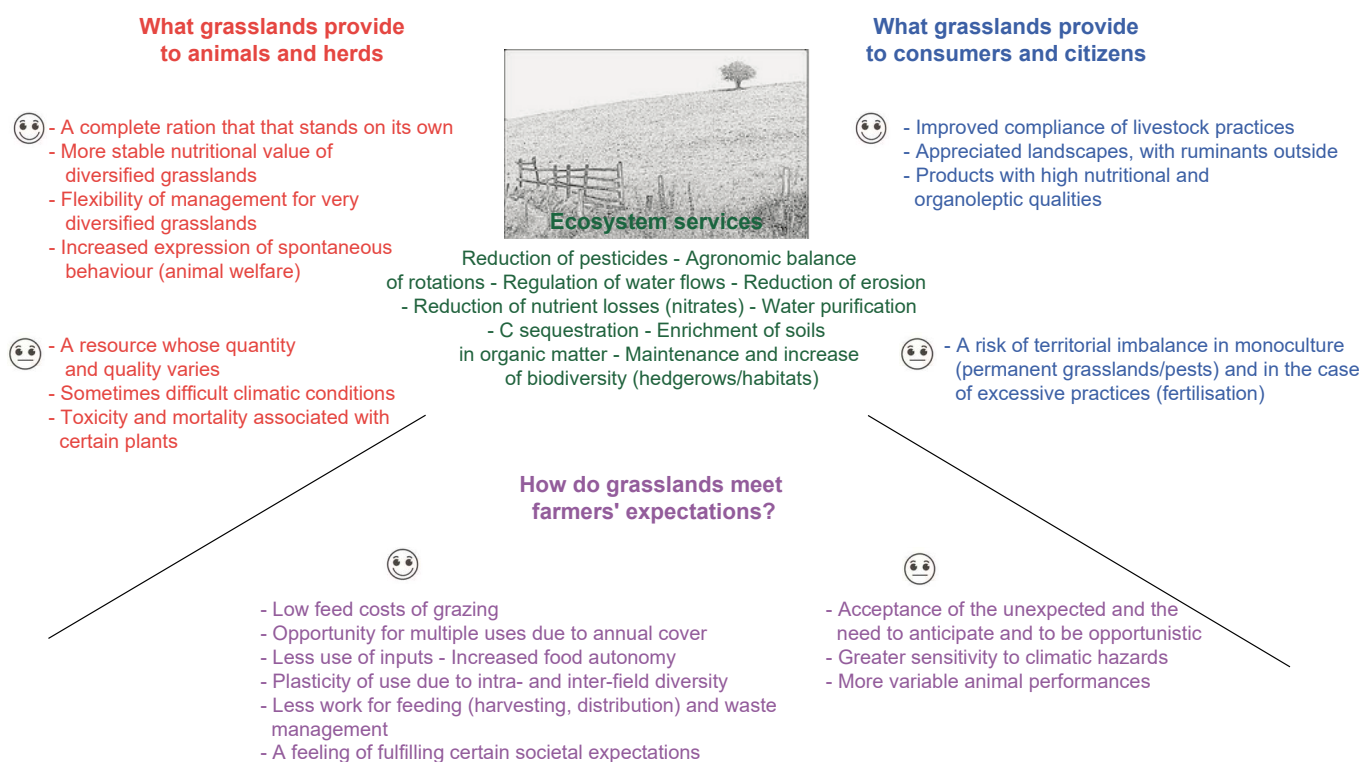 What grasslands provide
to animals and herds
- A complete ration that that stands on its own
- More stable nutritional value of
diversified grasslands
- Flexibility of management for very
diversified grasslands
- Increased expression of spontaneous
behaviour (animal welfare)
- A resource whose quantity
and quality varies
- Sometimes difficult climatic conditions
- Toxicity and mortality associated with
certain plants
Ecosystem services
Reduction of pesticides - Agronomic balance
of rotations - Regulation of water flows - Reduction of erosion
- Reduction of nutrient losses (nitrates) - Water purification
- C sequestration - Enrichment of soils
in organic matter - Maintenance and increase
of biodiversity (hedgerows/habitats)
What grasslands provide
to consumers and citizens
- Improved compliance of livestock practices
- Appreciated landscapes, with ruminants outside
- Products with high nutritional and
organoleptic qualities
- A risk of territorial imbalance in monoculture
(permanent grasslands/pests) and in the case
of excessive practices (fertilisation)
How do grasslands meet
farmers' expectations?
- Low feed costs of grazing
- Opportunity for multiple uses due to annual cover
- Less use of inputs - Increased food autonomy
- Plasticity of use due to intra- and inter-field diversity
- Less work for feeding (harvesting, distribution) and waste
management
- A feeling of fulfilling certain societal expectations
- Acceptance of the unexpected and the
need to anticipate and to be opportunistic
- Greater sensitivity to climatic hazards
- More variable animal performances